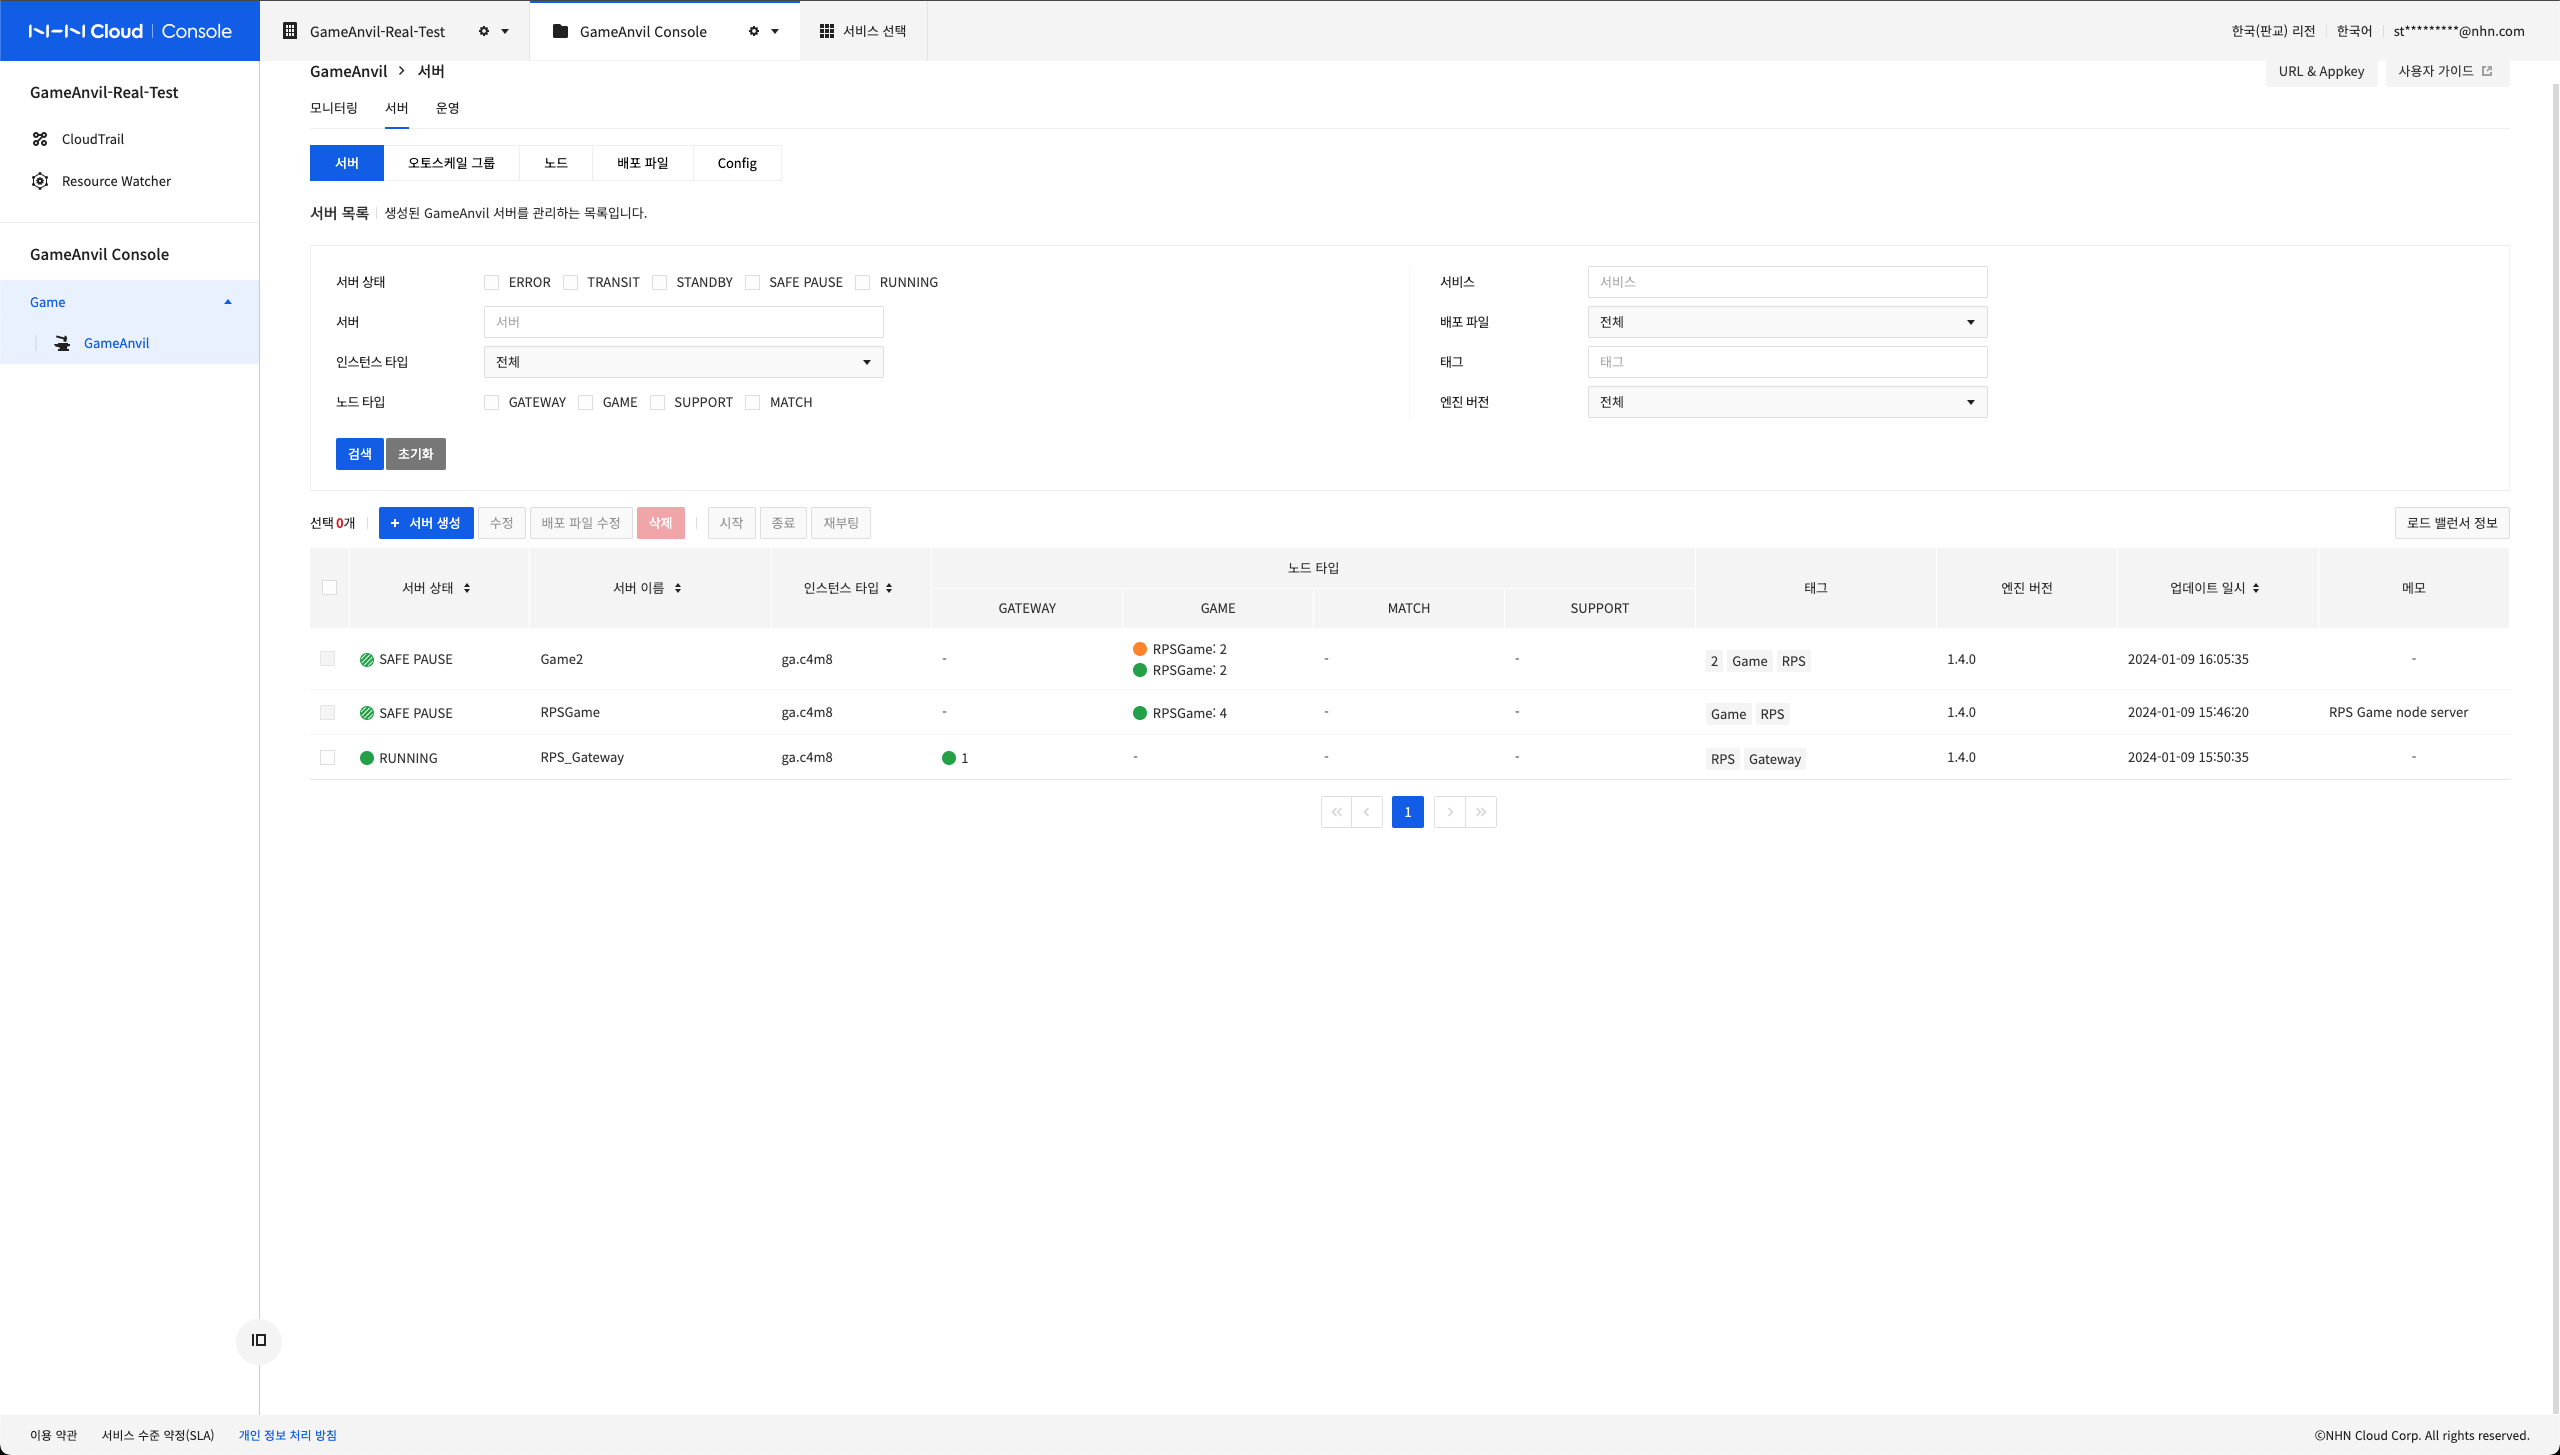 NHN Cloud | Console
GameAnvil-Real-Test
GameAnvil Console
서비스 선택
한국(판교) 리전
한국어
st*********@nhn.com
GameAnvil-Real-Test
CloudTrail
Resource Watcher
GameAnvil Console
Game
GameAnvil
GameAnvil > 서버
URL & Appkey
사용자 가이드
모니터링 서버 운영
서버 오토스케일 그룹 노드 배포 파일 Config
서버 목록 생성된 GameAnvil 서버를 관리하는 목록입니다.
서버 상태 ERROR TRANSIT STANDBY SAFE PAUSE RUNNING
서비스 서비스
서버 서버
배포 파일 전체
인스턴스 타입 전체
태그 태그
노드 타입 GATEWAY GAME SUPPORT MATCH
엔진 버전 전체
검색 초기화
선택 0개 + 서버 생성 수정 배포 파일 수정 삭제 시작 종료 재부팅 로드 밸런서 정보
서버 상태 서버 이름 인스턴스 타입 노드 타입 태그 엔진 버전 업데이트 일시 메모
GATEWAY GAME MATCH SUPPORT
SAFE PAUSE Game2 ga.c4m8 - RPSGame: 2 - - 2 Game RPS 1.4.0 2024-01-09 16:05:35 -
RPSGame: 2
SAFE PAUSE RPSGame ga.c4m8 - RPSGame: 4 - - Game RPS 1.4.0 2024-01-09 15:46:20 RPS Game node server
RUNNING RPS_Gateway ga.c4m8 1 - - - RPS Gateway 1.4.0 2024-01-09 15:50:35 -
1
이용 약관 서비스 수준 약정(SLA) 개인 정보 처리 방침
©NHN Cloud Corp. All rights reserved.